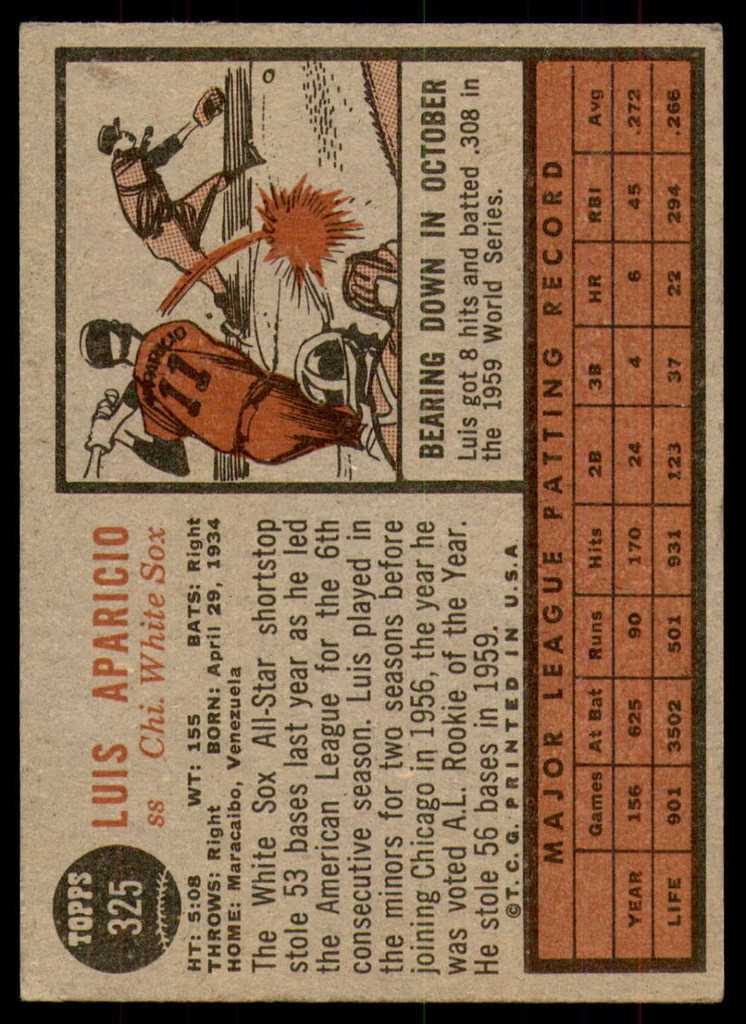 TOPPS
325
LUIS APARICIO
ss Chi. White Sox
HT: 5:08 WT: 155 BATS: Right
THROWS: Right BORN: April 29, 1934
HOME: Maracaibo, Venezuela
The White Sox All-Star shortstop
stole 53 bases last year as he led
the American League for the 6th
consecutive season. Luis played in
the minors for two seasons before
joining Chicago in 1956, the year he
was voted A.L. Rookie of the Year.
He stole 56 bases in 1959.
©T.C.G. PRINTED IN U.S.A.
APARICIO
11
BEARING DOWN IN OCTOBER
Luis got 8 hits and batted .308 in
the 1959 World Series.
MAJOR LEAGUE PATTING RECORD
Games At Bat Runs Hits 2B 3B HR RBI Avg
YEAR 156 625 90 170 24 4 6 45 .272
LIFE 901 3502 501 931 123 37 22 294 .266